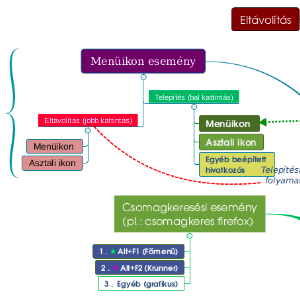 Eltávolítás
Menüikon esemény
Telepítés (bal kattintás)
Eltávolítás (jobb kattintás)
Menüikon
Asztali ikon
Menüikon
Asztali ikon
Egyéb beépített
hivatkozás
Telepítés
folyama
Csomagkeresési esemény
(pl.: csomagkeres firefox)
1 . Alt+F1 (Főmenü)
2 . Alt+F2 (Krunner)
3 . Egyéb (grafikus)